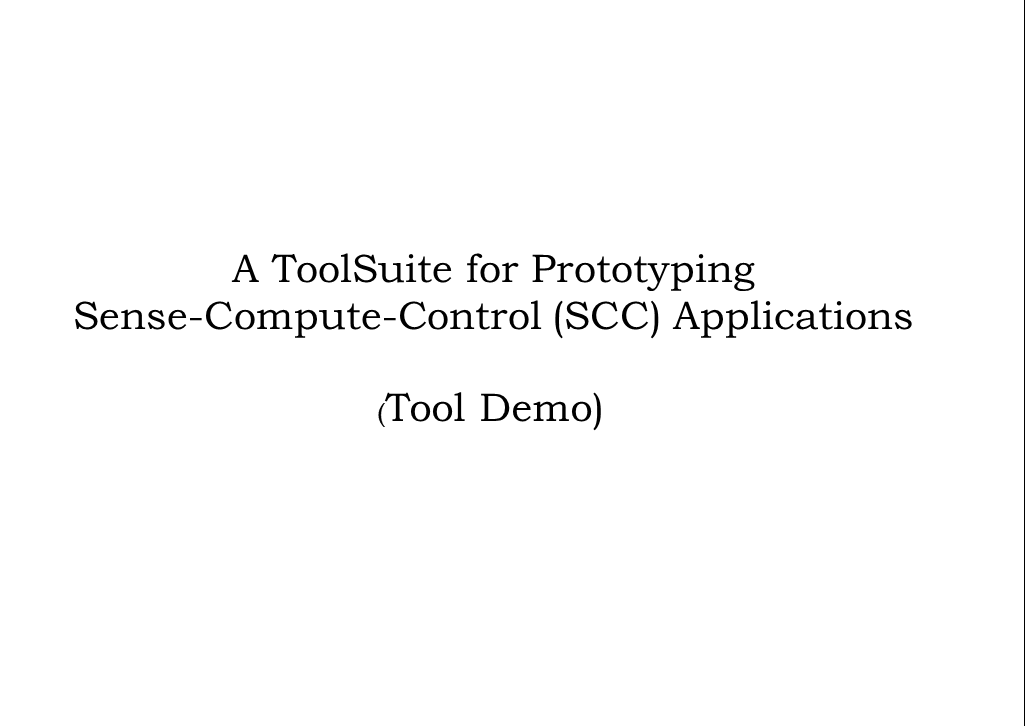 A ToolSuite for Prototyping
Sense-Compute-Control (SCC) Applications
(Tool Demo)